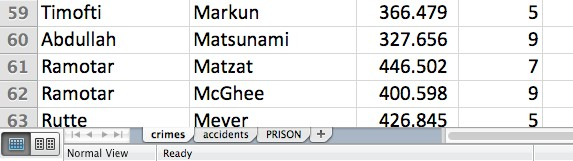 59 Timofti Markun 366.479 5
60 Abdullah Matsunami 327.656 9
61 Ramotar Matzat 446.502 7
62 Ramotar McGhee 400.598 9
63 Rutte Meyer 426.845 5
crimes accidents PRISON +
Normal View Ready